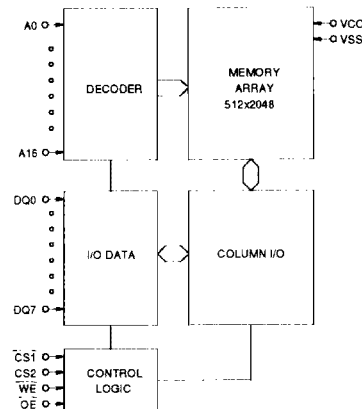 A0
DECODER
A16
MEMORY
ARRAY
512x2048
VCC
VSS
DQ0
I/O DATA
DQ7
COLUMN I/O
CS1
CS2
WE
OE
CONTROL
LOGIC